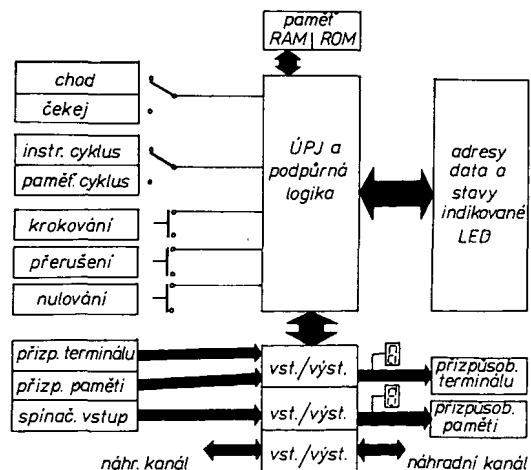 paměť
RAM | ROM
chod
čekej
instr. cyklus
paměť. cyklus
krokování
přerušení
nulování
ÚPJ a
podpůrná
logika
adresy
data a
stavy
indikované
LED
přizp. terminálu
přizp. paměti
spínač. vstup
vst./výst.
vst./výst.
vst./výst.
přizpůsob.
terminálu
přizpůsob.
paměti
náhr. kanál
náhradní kanál